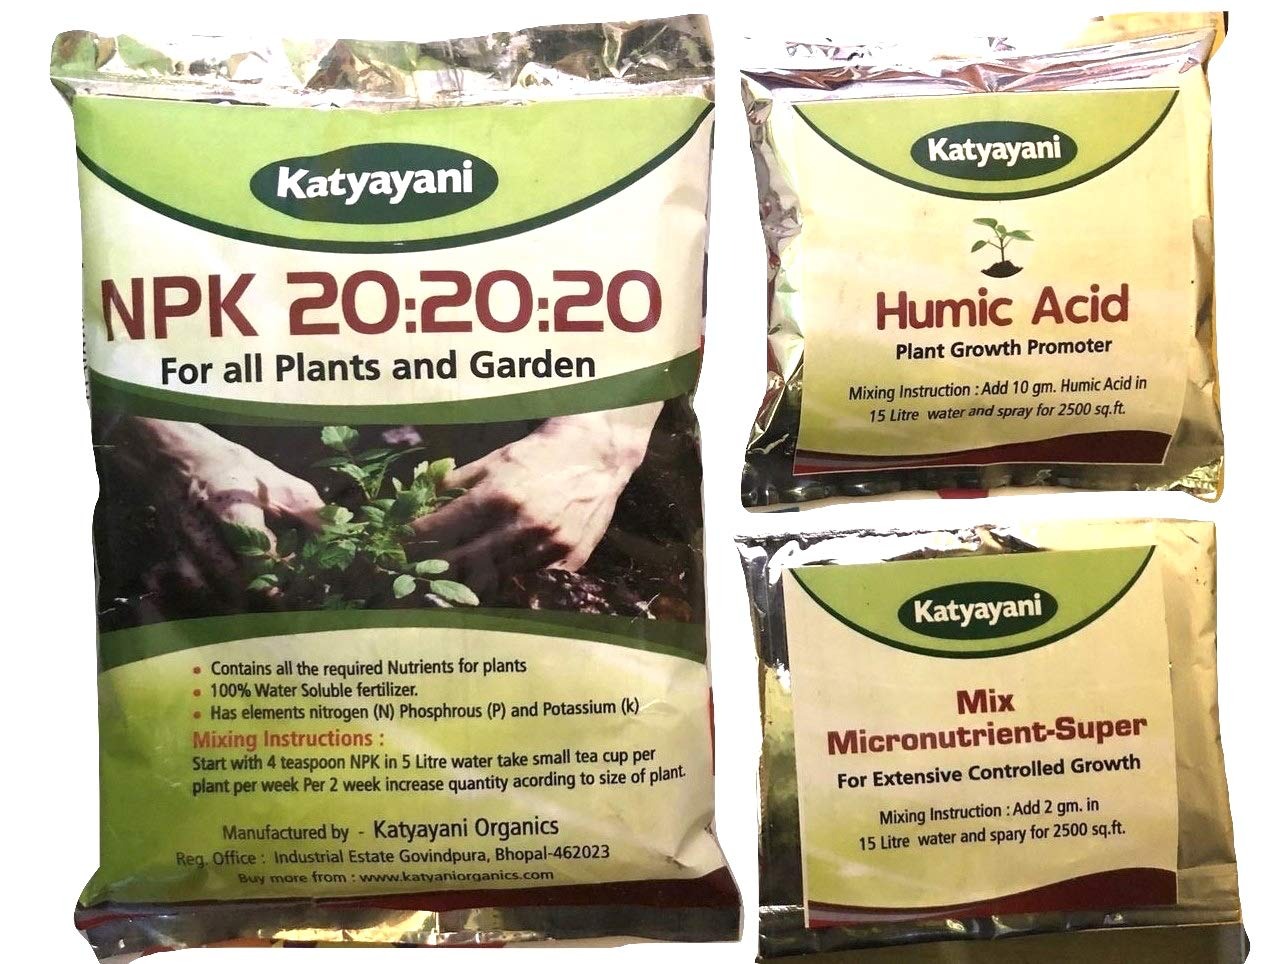 Katyayani
NPK 20:20:20
For all Plants and Garden
• Contains all the required Nutrients for plants
• 100% Water Soluble fertilizer.
• Has elements nitrogen (N) Phosphrous (P) and Potassium (k)
Mixing Instructions :
Start with 4 teaspoon NPK in 5 Litre water take small tea cup per
plant per week Per 2 week increase quantity acording to size of plant.
Manufactured by - Katyayani Organics
Reg. Office : Industrial Estate Govindpura, Bhopal-462023
Buy more from : www.katyaniorganics.com
Katyayani
Humic Acid
Plant Growth Promoter
Mixing Instruction : Add 10 gm. Humic Acid in
15 Litre water and spray for 2500 sq.ft.
Katyayani
Mix
Micronutrient-Super
For Extensive Controlled Growth
Mixing Instruction : Add 2 gm. in
15 Litre water and spary for 2500 sq.ft.